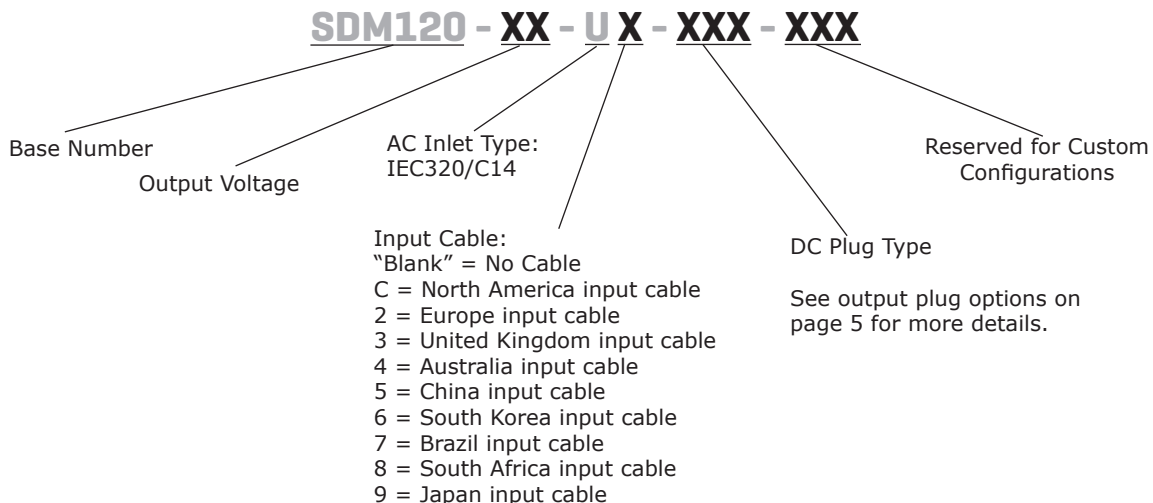 SDM120 - XX - U X - XXX - XXX
Base Number
Output Voltage
AC Inlet Type:
IEC320/C14
Input Cable:
“Blank” = No Cable
C = North America input cable
2 = Europe input cable
3 = United Kingdom input cable
4 = Australia input cable
5 = China input cable
6 = South Korea input cable
7 = Brazil input cable
8 = South Africa input cable
9 = Japan input cable
DC Plug Type
See output plug options on
page 5 for more details.
Reserved for Custom
Configurations